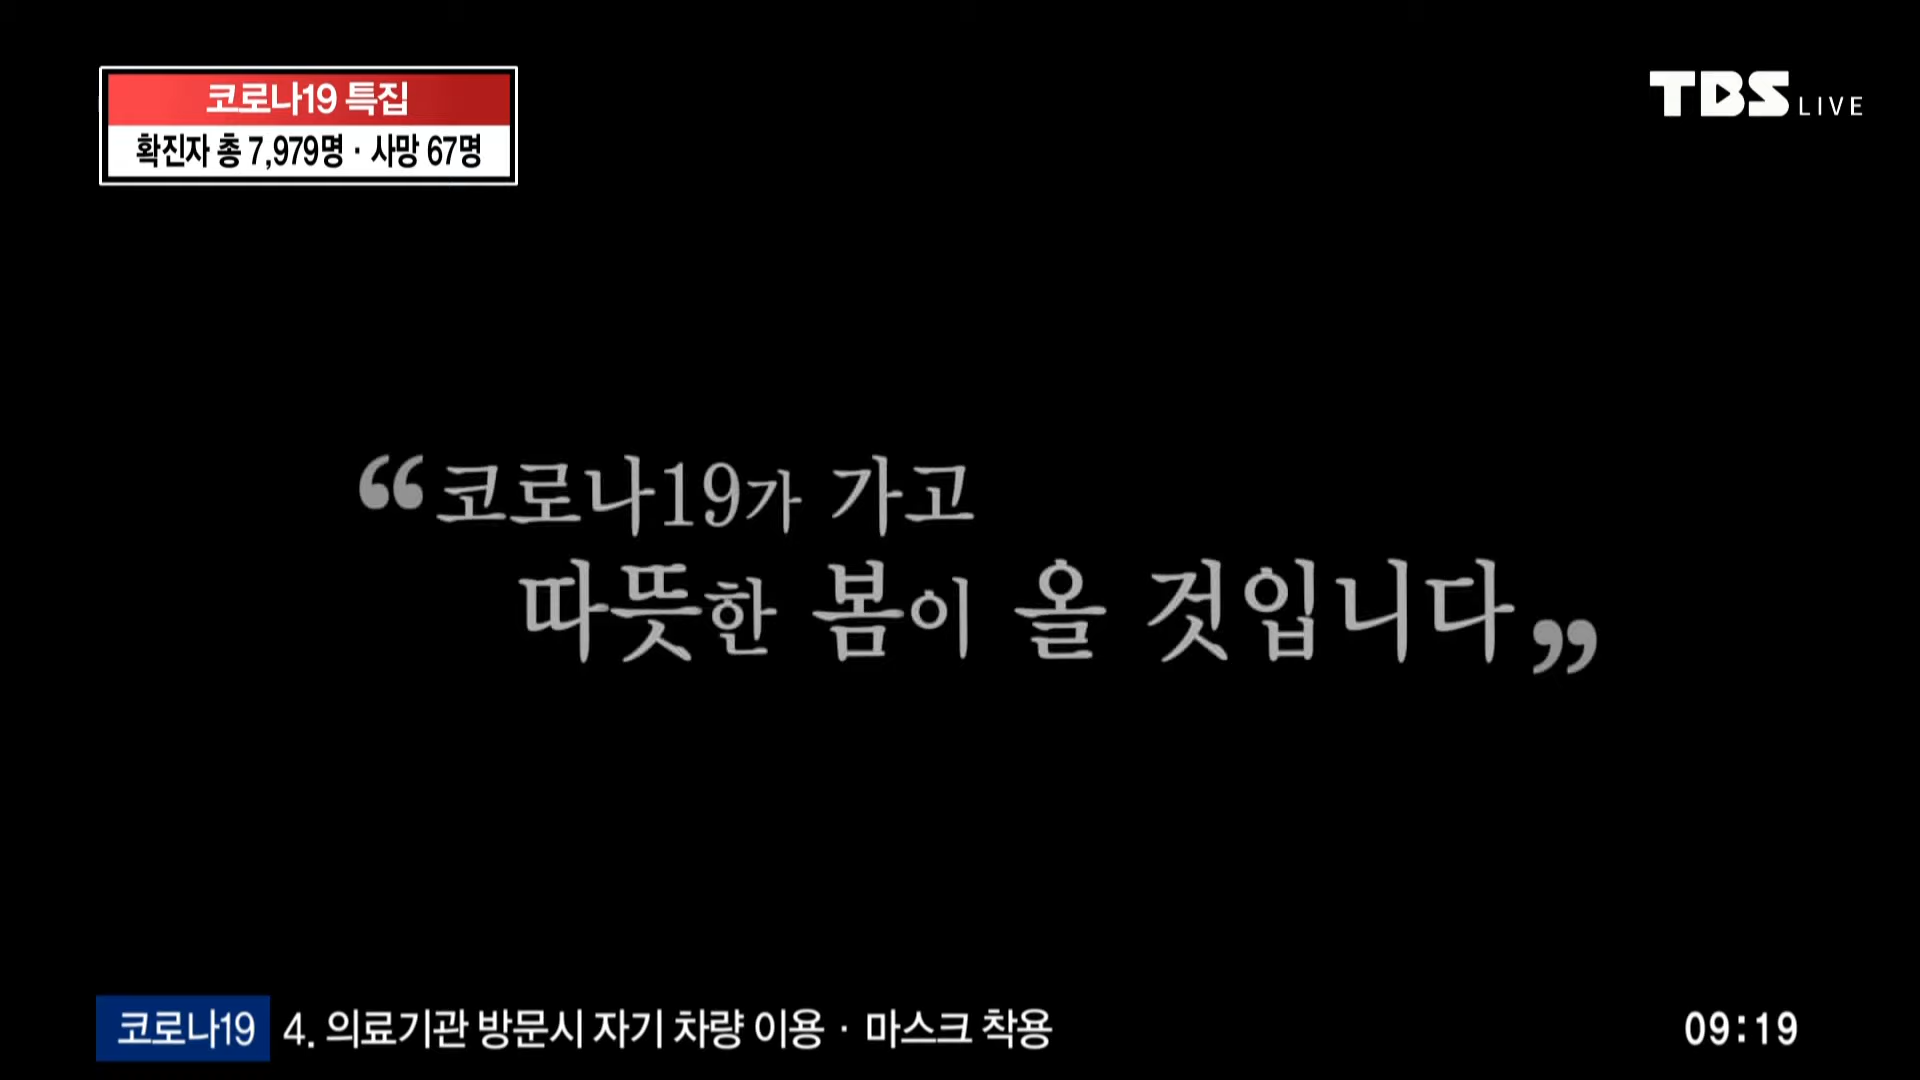 코로나19 특집
확진자 총 7,979명 · 사망 67명
TBS LIVE
“코로나19가 가고
따뜻한 봄이 올 것입니다”
코로나19 4. 의료기관 방문시 자기 차량 이용 · 마스크 착용
09:19